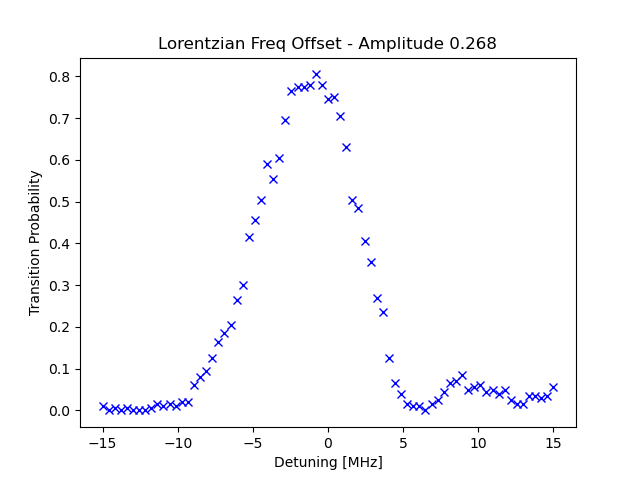 Lorentzian Freq Offset - Amplitude 0.268
Transition Probability
0.8
0.7
0.6
0.5
0.4
0.3
0.2
0.1
0.0
−15 −10 −5 0 5 10 15
Detuning [MHz]